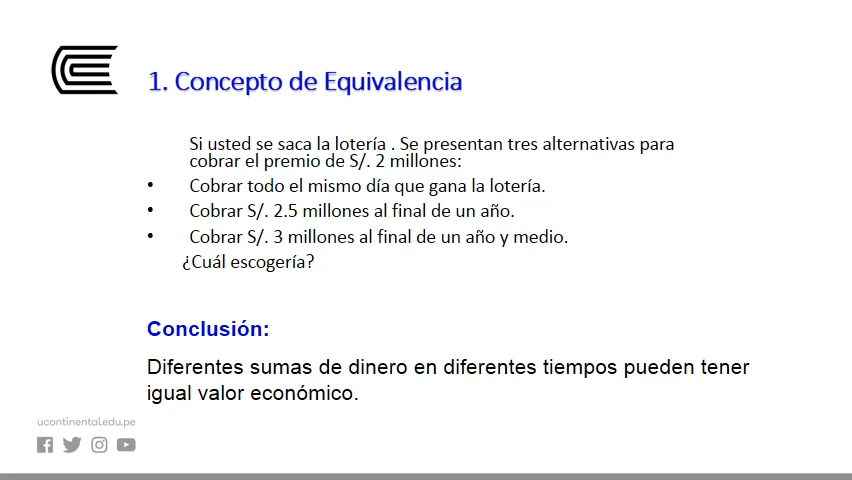 1. Concepto de Equivalencia
Si usted se saca la lotería . Se presentan tres alternativas para
cobrar el premio de S/. 2 millones:
• Cobrar todo el mismo día que gana la lotería.
• Cobrar S/. 2.5 millones al final de un año.
• Cobrar S/. 3 millones al final de un año y medio.
¿Cuál escogería?
Conclusión:
Diferentes sumas de dinero en diferentes tiempos pueden tener
igual valor económico.
ucontinental.edu.pe